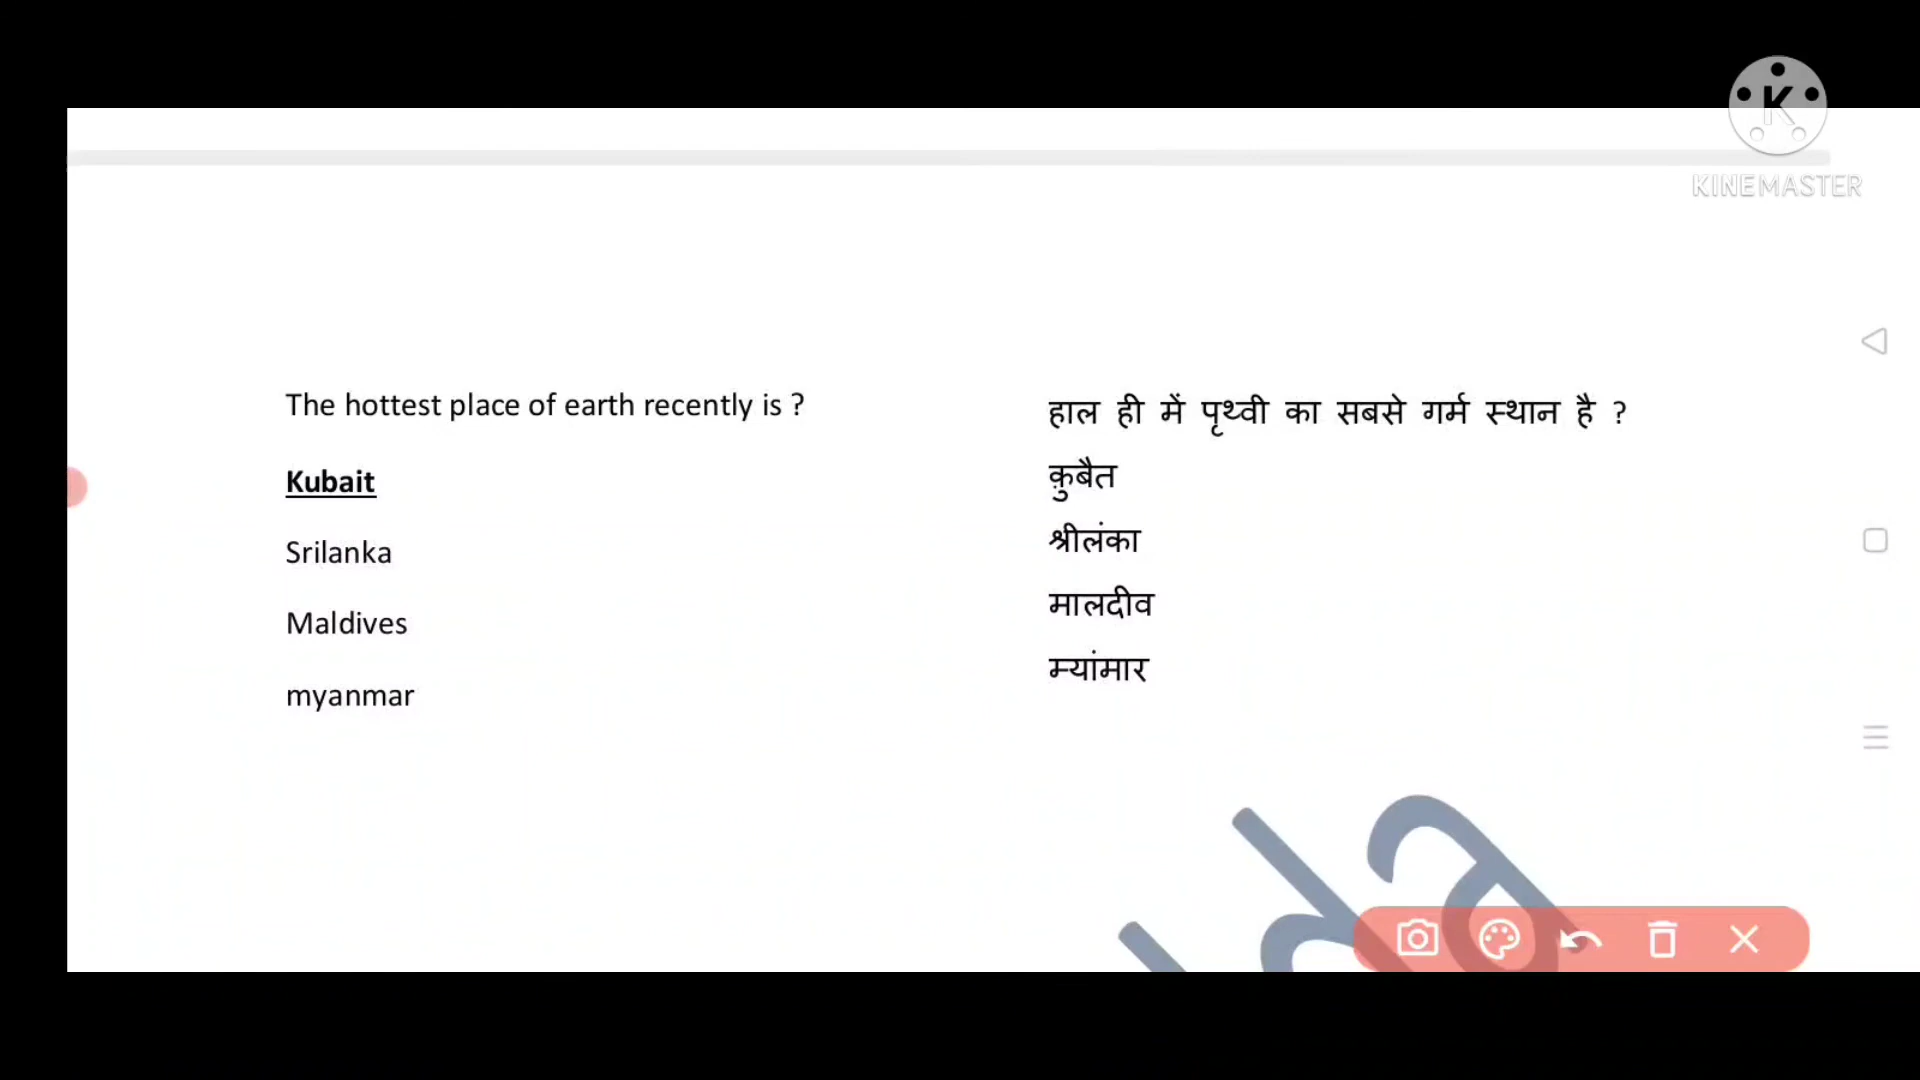 K
KINEMASTER
The hottest place of earth recently is ?
Kubait
Srilanka
Maldives
myanmar
हाल ही में पृथ्वी का सबसे गर्म स्थान है ?
क़ुबैत
श्रीलंका
मालदीव
म्यांमार